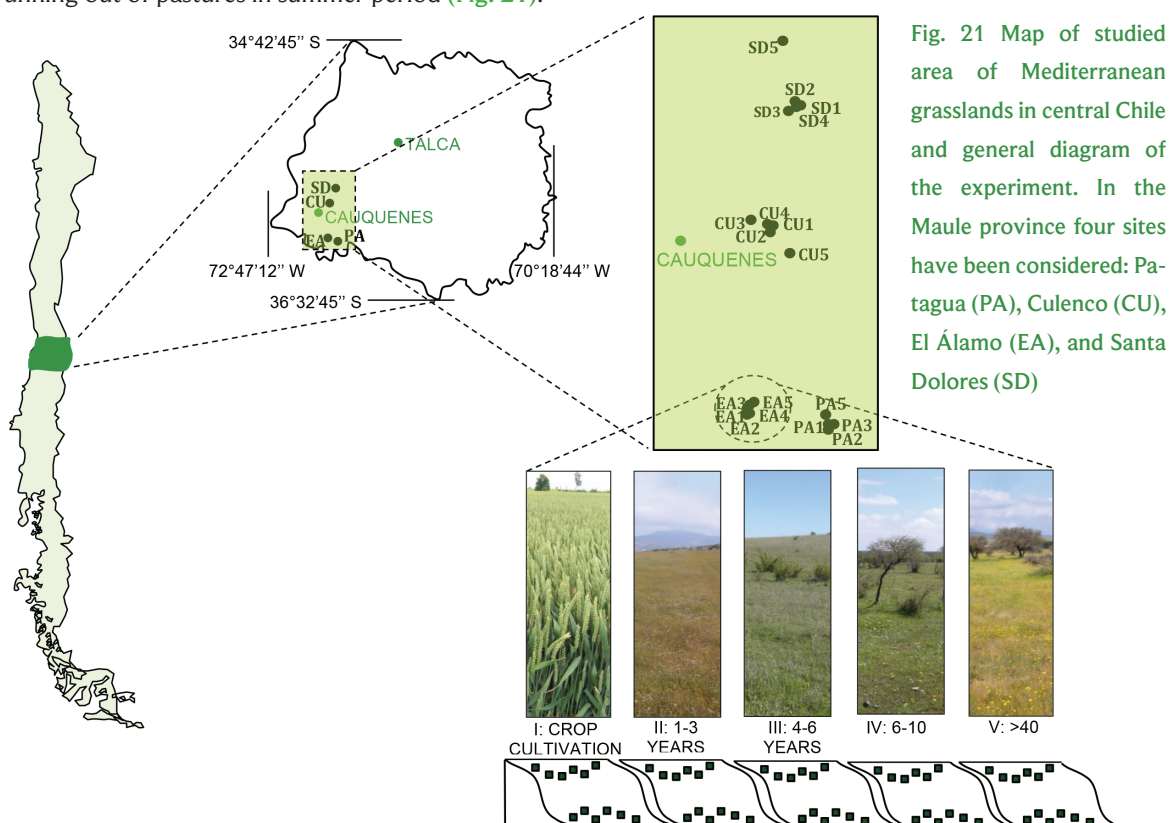 unning out of pastures in summer period (Fig. 21).
34°42'45'' S
TALCA
SD
CU
CAUQUENES
EA PA
72°47'12'' W
70°18'44'' W
36°32'45'' S
SD5
SD2
SD3 SD1
SD4
CU4
CU3 CU1
CU2
CAUQUENES
CU5
EA3 EA5
EA1 EA4
EA2
PA5
PA1 PA3
PA2
Fig. 21 Map of studied
area of Mediterranean
grasslands in central Chile
and general diagram of
the experiment. In the
Maule province four sites
have been considered: Pa-
tagua (PA), Culenco (CU),
El Álamo (EA), and Santa
Dolores (SD)
I: CROP
CULTIVATION
II: 1-3
YEARS
III: 4-6
YEARS
IV: 6-10
V: >40